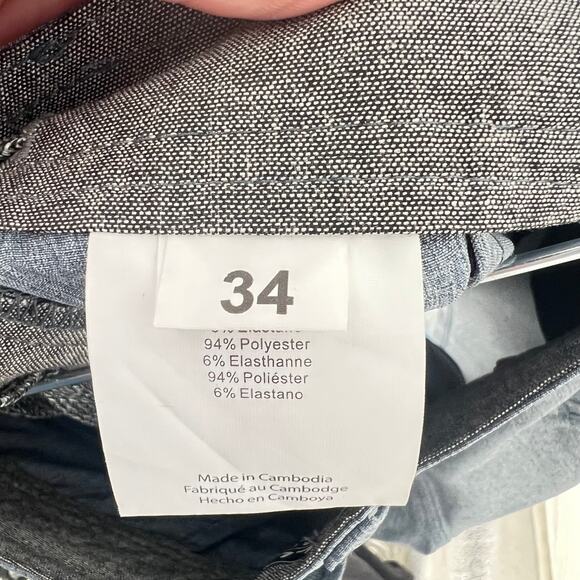 34
94% Polyester
6% Elasthanne
94% Poliéster
6% Elastano
Made in Cambodia
Fabriqué au Cambodge
Hecho en Camboya